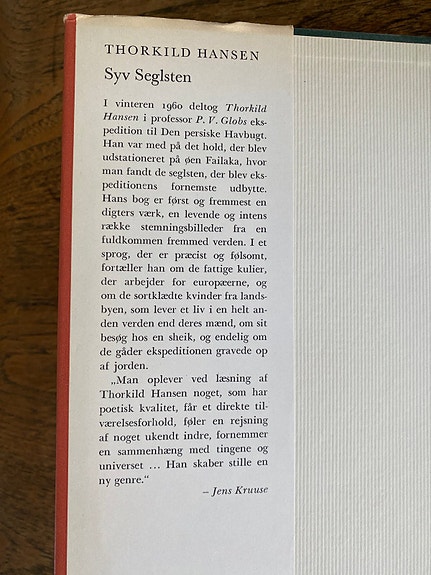 THORKILD HANSEN
Syv Seglsten
I vinteren 1960 deltog Thorkild
Hansen i professor P. V. Globs eks-
pedition til Den persiske Havbugt.
Han var med på det hold, der blev
udstationeret på øen Failaka, hvor
man fandt de seglsten, der blev eks-
peditionens fornemste udbytte.
Hans bog er først og fremmest en
digters værk, en levende og intens
række stemningsbilleder fra en
fuldkommen fremmed verden. I et
sprog, der er præcist og følsomt,
fortæller han om de fattige kulier,
der arbejder for europæerne, og
om de sortklædte kvinder fra lands-
byen, som lever et liv i en helt an-
den verden end deres mænd, om sit
besøg hos en sheik, og endelig om
de gåder ekspeditionen gravede op
af jorden.
„Man oplever ved læsning af
Thorkild Hansen noget, som har
poetisk kvalitet, får et direkte til-
værelsesforhold, føler en rejsning
af noget ukendt indre, fornemmer
en sammenhæng med tingene og
universet ... Han skaber stille en
ny genre.“
– Jens Kruuse